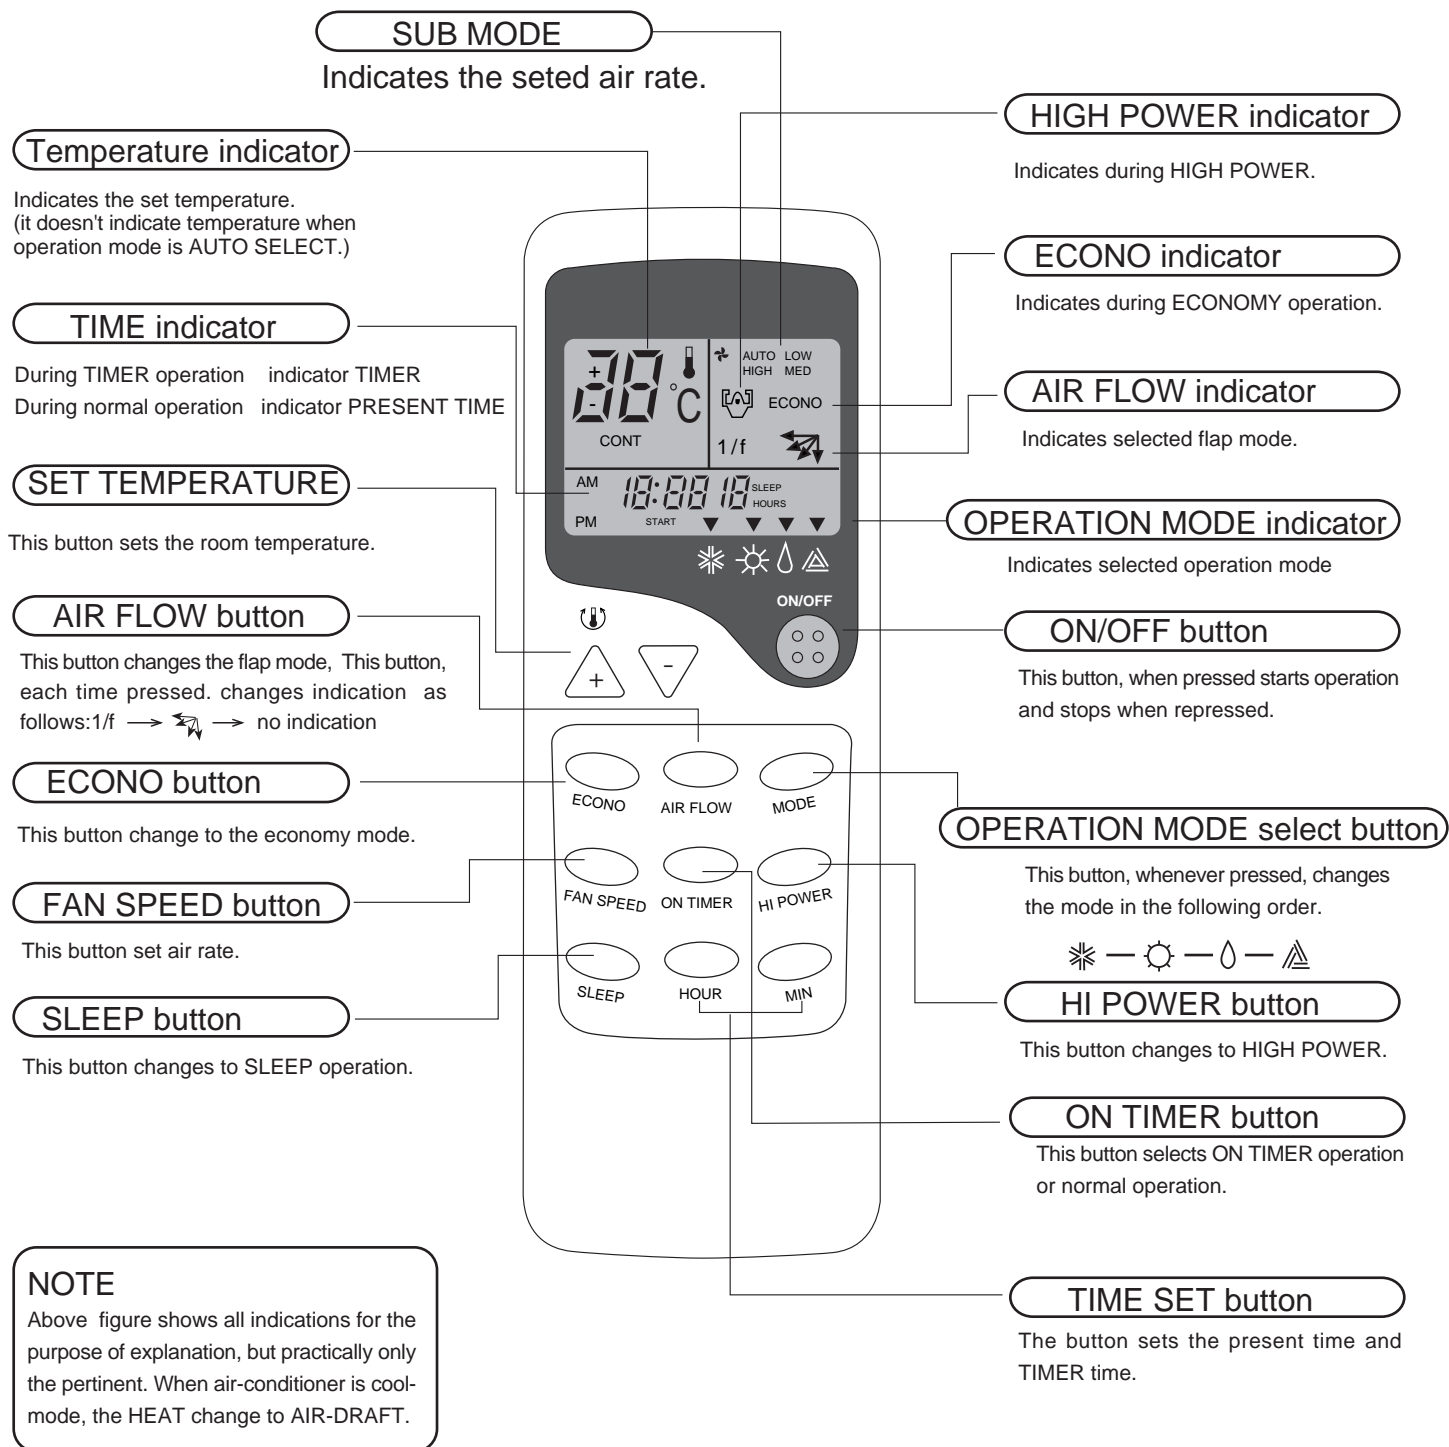 SUB MODE
Indicates the seted air rate.
Temperature indicator
Indicates the set temperature.
(it doesn't indicate temperature when
operation mode is AUTO SELECT.)
TIME indicator
During TIMER operation indicator TIMER
During normal operation indicator PRESENT TIME
SET TEMPERATURE
This button sets the room temperature.
AIR FLOW button
This button changes the flap mode, This button,
each time pressed. changes indication as
follows:1/f → → no indication
ECONO button
This button change to the economy mode.
FAN SPEED button
This button set air rate.
SLEEP button
This button changes to SLEEP operation.
NOTE
Above figure shows all indications for the
purpose of explanation, but practically only
the pertinent. When air-conditioner is cool-
mode, the HEAT change to AIR-DRAFT.
+
-
°C
CONT
AUTO LOW
HIGH MED
ECONO
1/f
AM
18:88 18
SLEEP
HOURS
PM
START
ON/OFF
+
-
ECONO
AIR FLOW
MODE
FAN SPEED
ON TIMER
HI POWER
SLEEP
HOUR
MIN
HIGH POWER indicator
Indicates during HIGH POWER.
ECONO indicator
Indicates during ECONOMY operation.
AIR FLOW indicator
Indicates selected flap mode.
OPERATION MODE indicator
Indicates selected operation mode
ON/OFF button
This button, when pressed starts operation
and stops when repressed.
OPERATION MODE select button
This button, whenever pressed, changes
the mode in the following order.
HI POWER button
This button changes to HIGH POWER.
ON TIMER button
This button selects ON TIMER operation
or normal operation.
TIME SET button
The button sets the present time and
TIMER time.